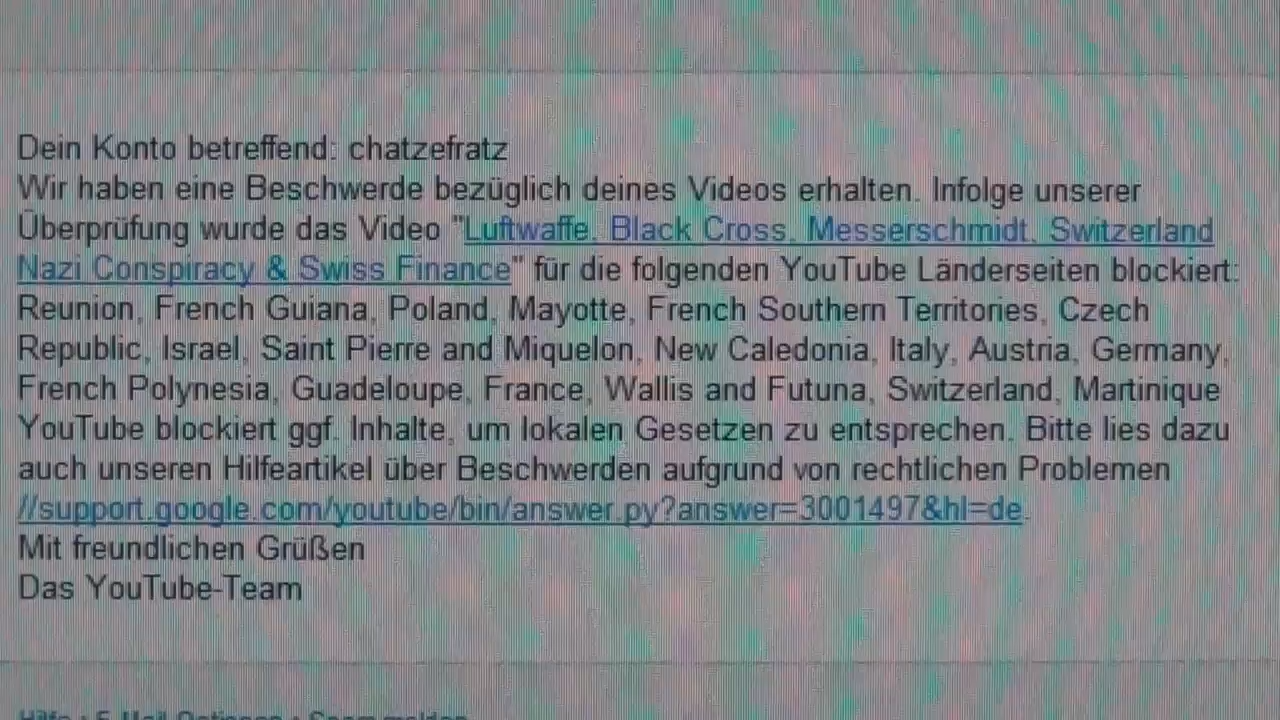 Dein Konto betreffend: chatzefratz
Wir haben eine Beschwerde bezüglich deines Videos erhalten. Infolge unserer
Überprüfung wurde das Video "Luftwaffe, Black Cross, Messerschmidt, Switzerland
Nazi Conspiracy & Swiss Finance" für die folgenden YouTube Länderseiten blockiert:
Reunion, French Guiana, Poland, Mayotte, French Southern Territories, Czech
Republic, Israel, Saint Pierre and Miquelon, New Caledonia, Italy, Austria, Germany,
French Polynesia, Guadeloupe, France, Wallis and Futuna, Switzerland, Martinique
YouTube blockiert ggf. Inhalte, um lokalen Gesetzen zu entsprechen. Bitte lies dazu
auch unseren Hilfeartikel über Beschwerden aufgrund von rechtlichen Problemen
//support.google.com/youtube/bin/answer.py?answer=3001497&hl=de.
Mit freundlichen Grüßen
Das YouTube-Team